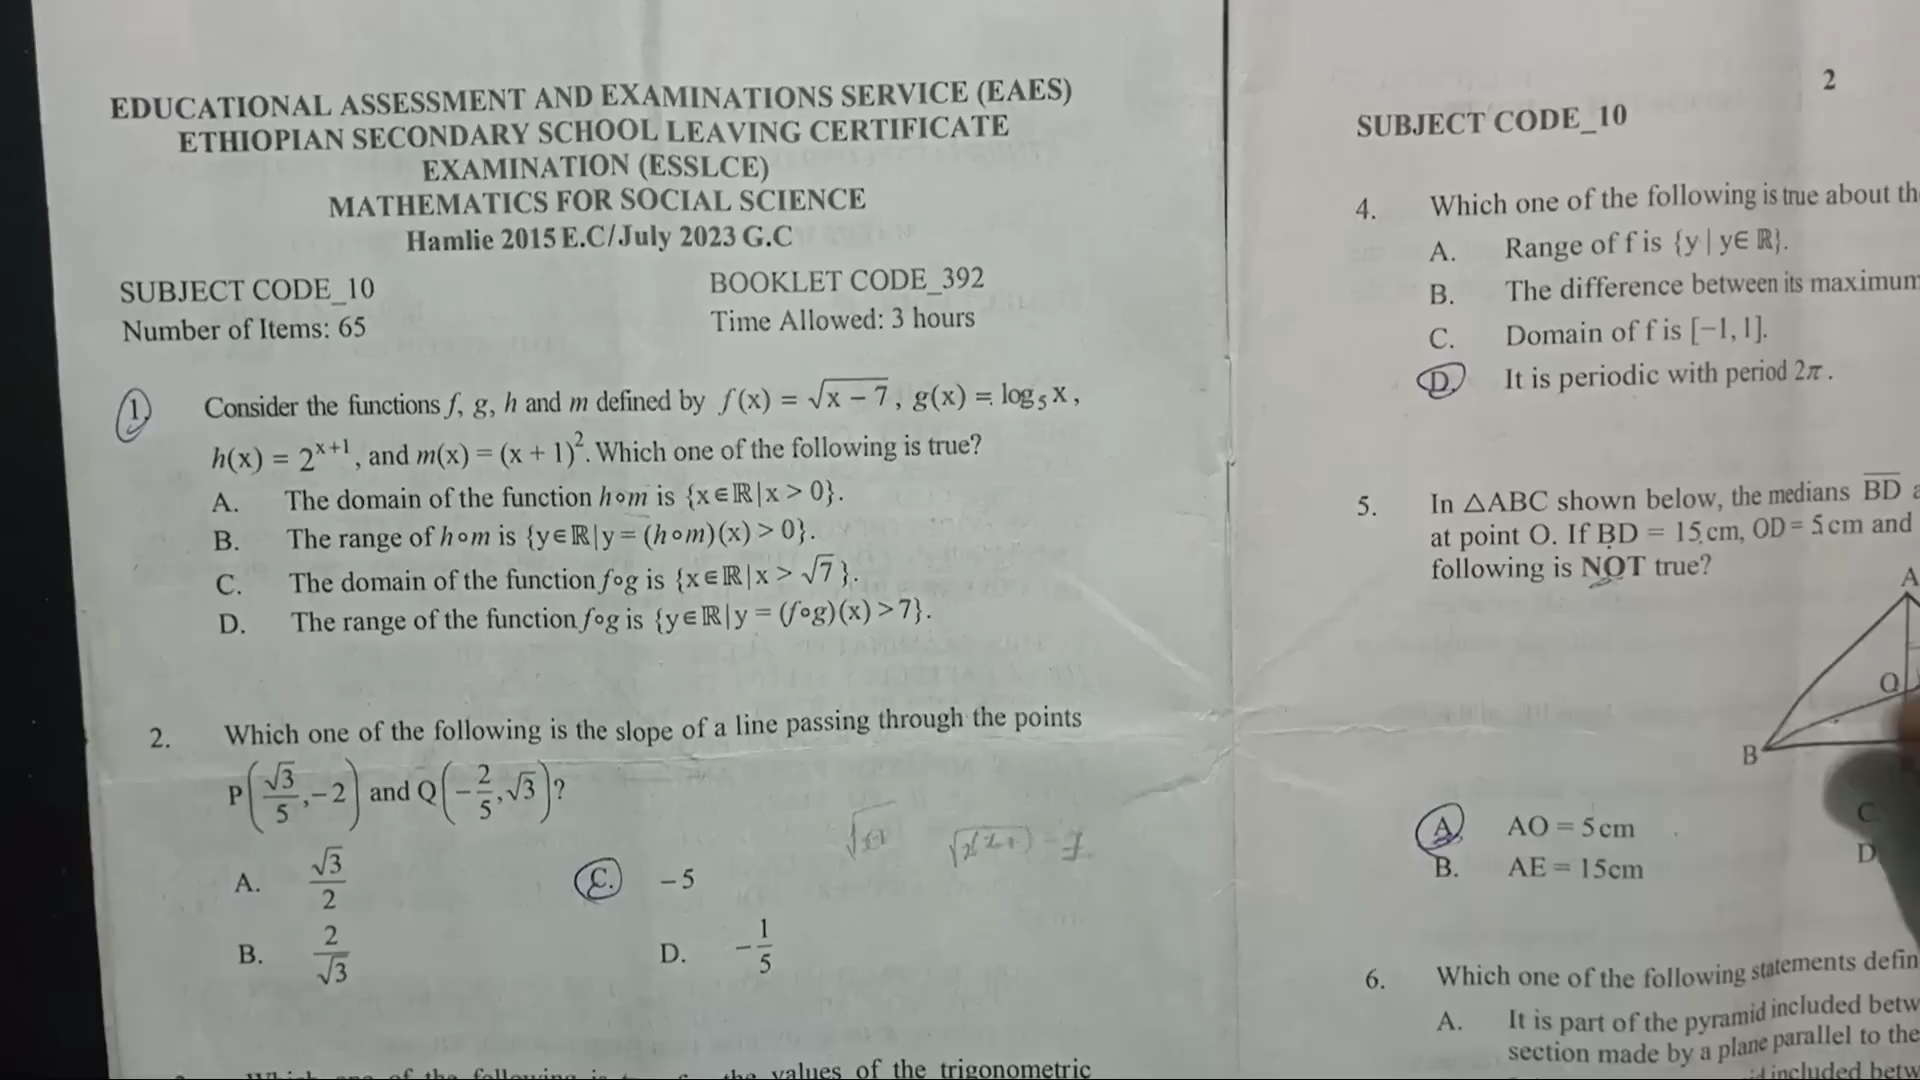 EDUCATIONAL ASSESSMENT AND EXAMINATIONS SERVICE (EAES)
ETHIOPIAN SECONDARY SCHOOL LEAVING CERTIFICATE
EXAMINATION (ESSLCE)
MATHEMATICS FOR SOCIAL SCIENCE
Hamlie 2015 E.C/July 2023 G.C
SUBJECT CODE_10 BOOKLET CODE_392
Number of Items: 65 Time Allowed: 3 hours
1. Consider the functions f, g, h and m defined by f(x) = √(x − 7), g(x) = log₅ x,
h(x) = 2^(x+1), and m(x) = (x + 1)². Which one of the following is true?
A. The domain of the function h∘m is {x∈ℝ|x > 0}.
B. The range of h∘m is {y∈ℝ|y = (h∘m)(x) > 0}.
C. The domain of the function f∘g is {x∈ℝ|x > √7}.
D. The range of the function f∘g is {y∈ℝ|y = (f∘g)(x) >7}.
2. Which one of the following is the slope of a line passing through the points
P(√3/5, −2) and Q(−2/5, √3)?
A. √3/2 C. −5
B. 2/√3 D. −1/5
values of the trigonometric
2
SUBJECT CODE_10
4. Which one of the following is true about
A. Range of f is {y | y∈ ℝ}.
B. The difference between its maximum
C. Domain of f is [−1, 1].
D. It is periodic with period 2π.
5. In △ABC shown below, the medians BD
at point O. If BD = 15 cm, OD = 5 cm and
following is NOT true?
A
O
B
A. AO = 5 cm C.
B. AE = 15cm D
6. Which one of the following statements
A. It is part of the pyramid included
section made by a plane parallel to the
included